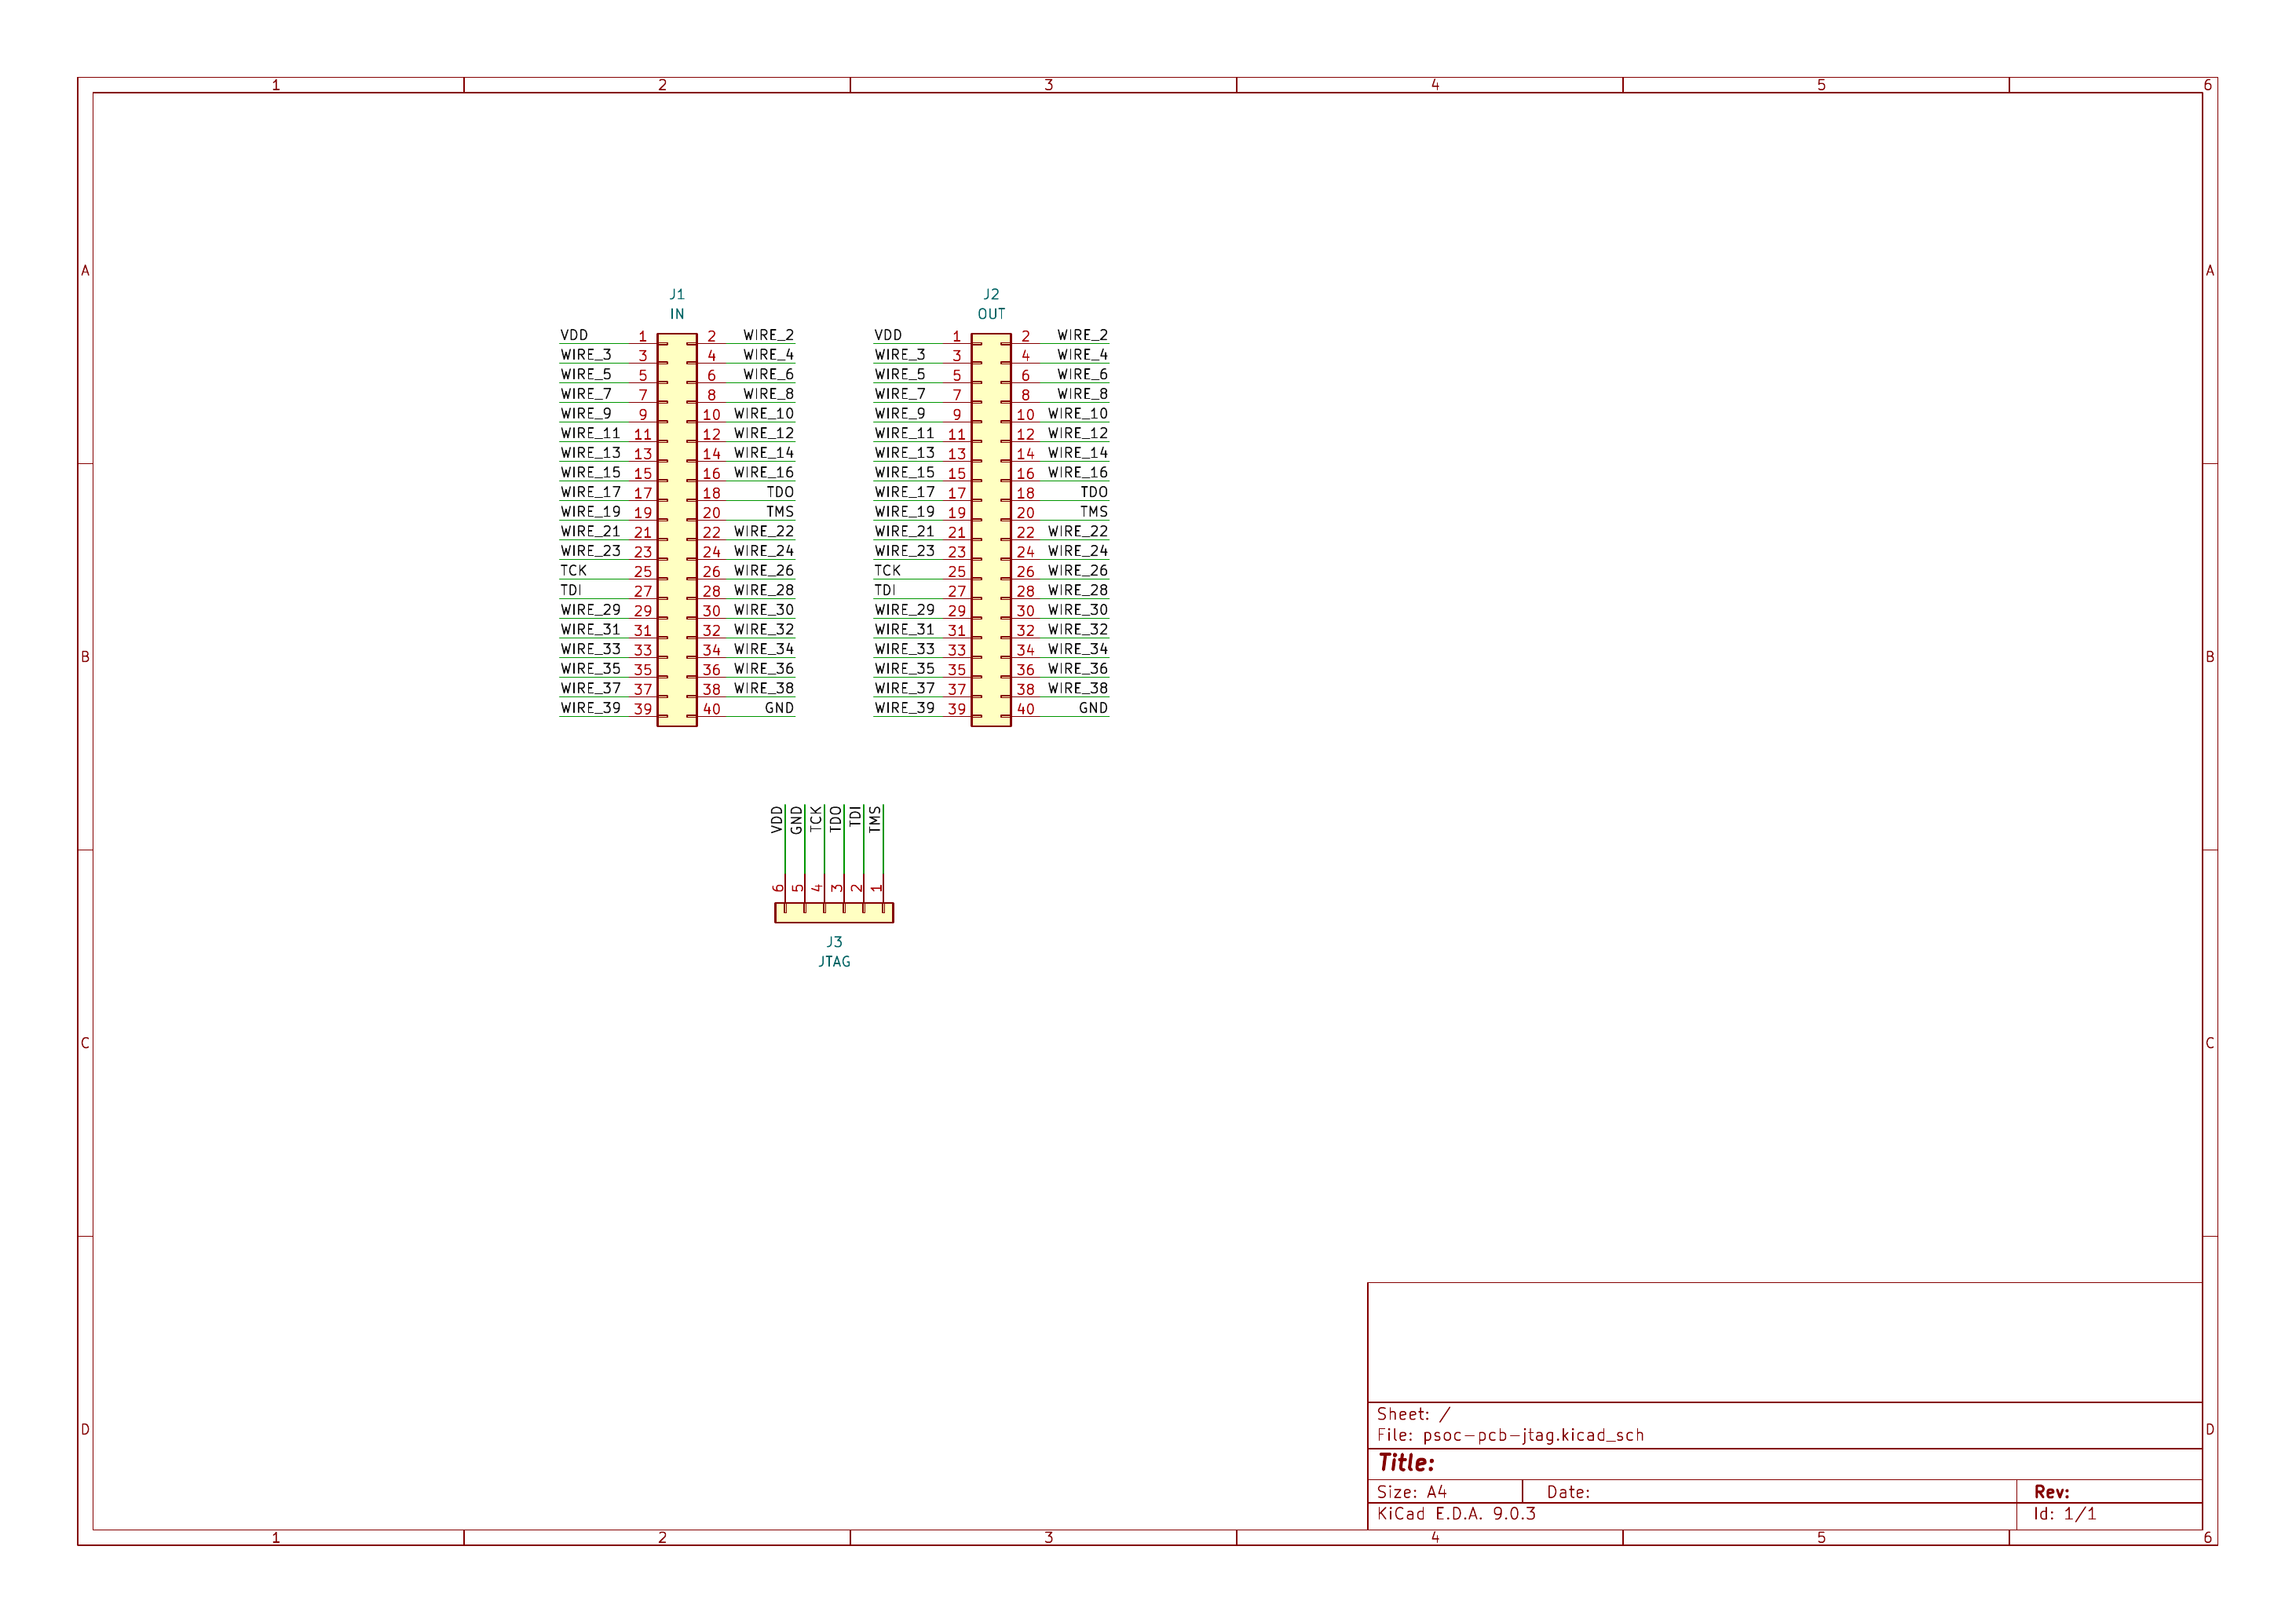 1 2 3 4 5 6
A A
J1 J2
IN OUT
VDD 1 2 WIRE_2 VDD 1 2 WIRE_2
WIRE_3 3 4 WIRE_4 WIRE_3 3 4 WIRE_4
WIRE_5 5 6 WIRE_6 WIRE_5 5 6 WIRE_6
WIRE_7 7 8 WIRE_8 WIRE_7 7 8 WIRE_8
WIRE_9 9 10 WIRE_10 WIRE_9 9 10 WIRE_10
WIRE_11 11 12 WIRE_12 WIRE_11 11 12 WIRE_12
WIRE_13 13 14 WIRE_14 WIRE_13 13 14 WIRE_14
WIRE_15 15 16 WIRE_16 WIRE_15 15 16 WIRE_16
WIRE_17 17 18 TDO WIRE_17 17 18 TDO
WIRE_19 19 20 TMS WIRE_19 19 20 TMS
WIRE_21 21 22 WIRE_22 WIRE_21 21 22 WIRE_22
WIRE_23 23 24 WIRE_24 WIRE_23 23 24 WIRE_24
TCK 25 26 WIRE_26 TCK 25 26 WIRE_26
TDI 27 28 WIRE_28 TDI 27 28 WIRE_28
WIRE_29 29 30 WIRE_30 WIRE_29 29 30 WIRE_30
WIRE_31 31 32 WIRE_32 WIRE_31 31 32 WIRE_32
WIRE_33 33 34 WIRE_34 WIRE_33 33 34 WIRE_34
B B
WIRE_35 35 36 WIRE_36 WIRE_35 35 36 WIRE_36
WIRE_37 37 38 WIRE_38 WIRE_37 37 38 WIRE_38
WIRE_39 39 40 GND WIRE_39 39 40 GND
VDD GND TCK TDO TDI TMS
6 5 4 3 2 1
J3
JTAG
C C
Sheet: /
D D
File: psoc-pcb-jtag.kicad_sch
Title:
Size: A4 Date: Rev:
KiCad E.D.A. 9.0.3 Id: 1/1
1 2 3 4 5 6